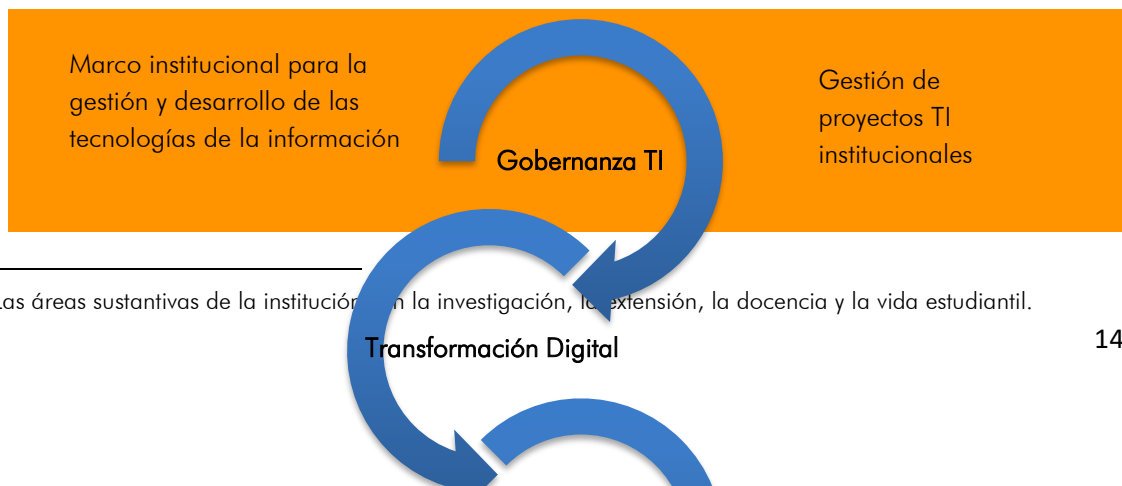 Marco institucional para la
gestión y desarrollo de las
tecnologías de la información
Gobernanza TI
Gestión de
proyectos TI
institucionales
Las áreas sustantivas de la institución la investigación, la extensión, la docencia y la vida estudiantil.
Transformación Digital
14